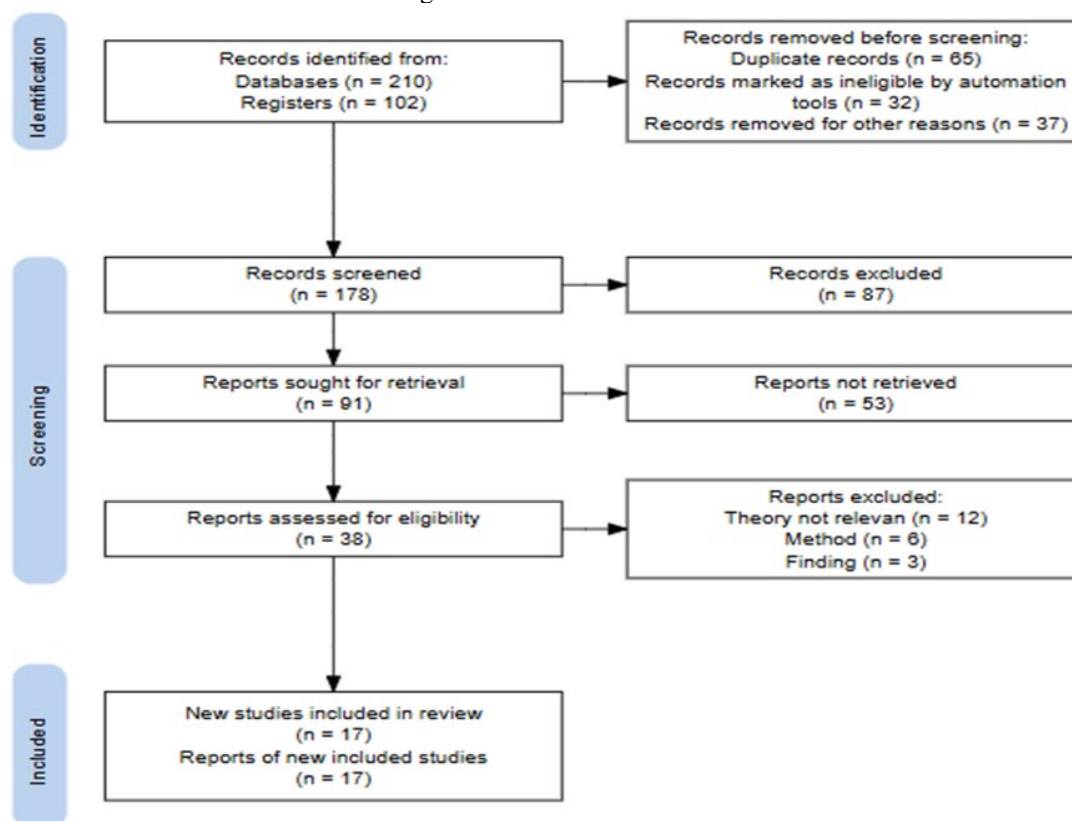 Identification
Records identified from:
Databases (n = 210)
Registers (n = 102)
Records removed before screening:
Duplicate records (n = 65)
Records marked as ineligible by automation
tools (n = 32)
Records removed for other reasons (n = 37)
Screening
Records screened
(n = 178)
Records excluded
(n = 87)
Reports sought for retrieval
(n = 91)
Reports not retrieved
(n = 53)
Reports assessed for eligibility
(n = 38)
Reports excluded:
Theory not relevan (n = 12)
Method (n = 6)
Finding (n = 3)
Included
New studies included in review
(n = 17)
Reports of new included studies
(n = 17)